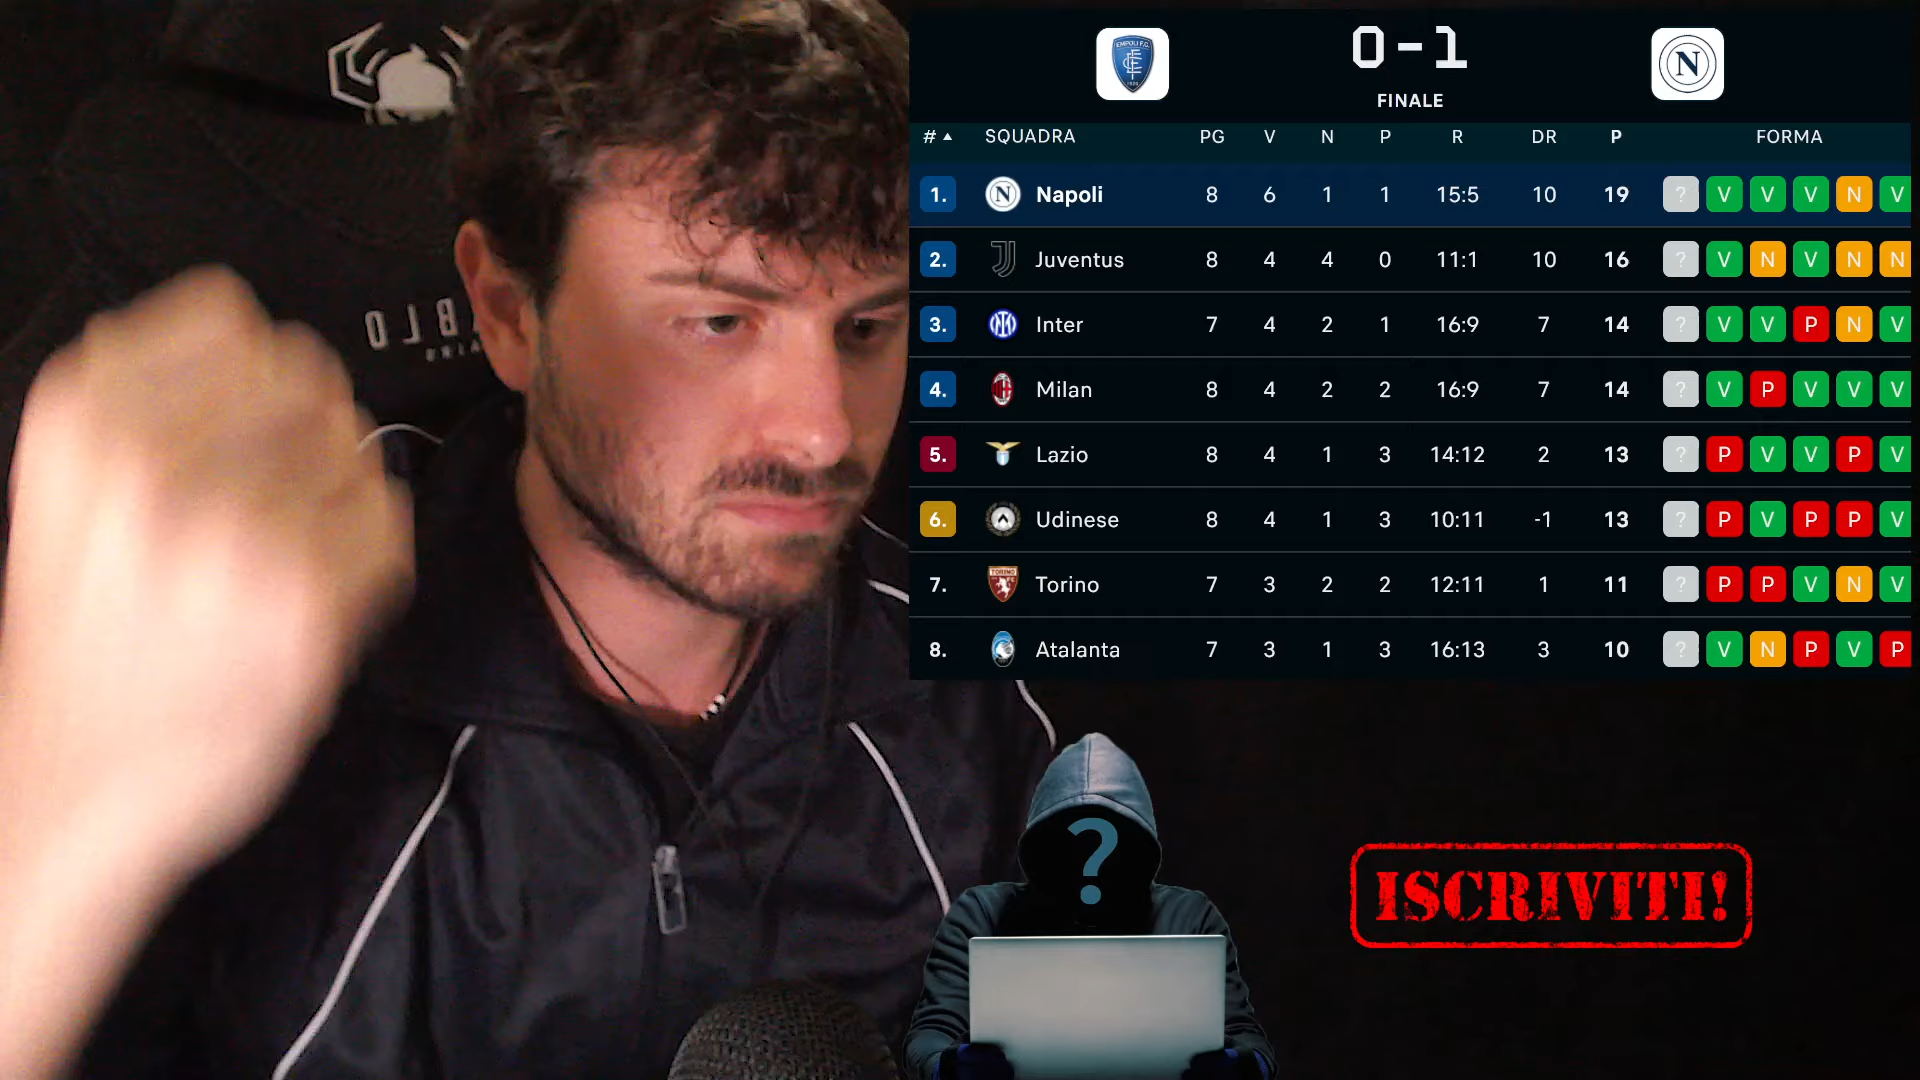 0-1
FINALE
EMPOLI F.C.
N
# SQUADRA PG V N P R DR P FORMA
1. N Napoli 8 6 1 1 15:5 10 19 ? V V V N V
2. Juventus 8 4 4 0 11:1 10 16 ? V N V N N
3. Inter 7 4 2 1 16:9 7 14 ? V V P N V
4. Milan 8 4 2 2 16:9 7 14 ? V P V V V
5. Lazio 8 4 1 3 14:12 2 13 ? P V V P V
6. Udinese 8 4 1 3 10:11 -1 13 ? P V P P V
7. TORINO Torino 7 3 2 2 12:11 1 11 ? P P V N V
8. Atalanta 7 3 1 3 16:13 3 10 ? V N P V P
?
ISCRIVITI!